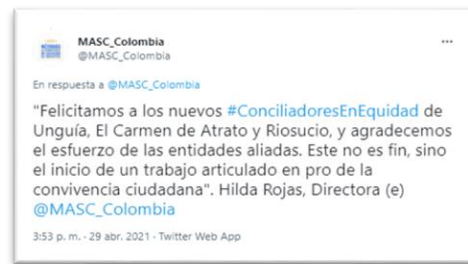 MASC_Colombia
@MASC_Colombia
En respuesta a @MASC_Colombia
"Felicitamos a los nuevos #ConciliadoresEnEquidad de
Unguía, El Carmen de Atrato y Riosucio, y agradecemos
el esfuerzo de las entidades aliadas. Este no es fin, sino
el inicio de un trabajo articulado en pro de la
convivencia ciudadana". Hilda Rojas, Directora (e)
@MASC_Colombia
3:53 p. m. · 29 abr. 2021 · Twitter Web App